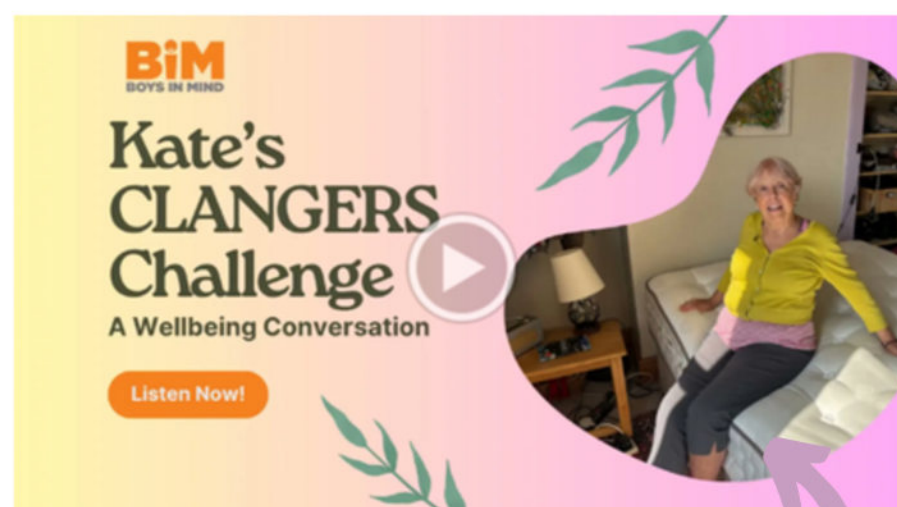 BiM
BOYS IN MIND
Kate's
CLANGERS
Challenge
A Wellbeing Conversation
Listen Now!